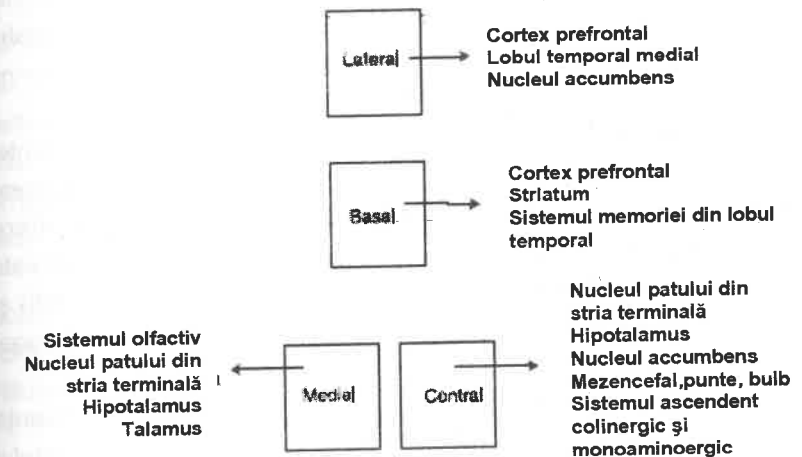 Lateral
Cortex prefrontal
Lobul temporal medial
Nucleul accumbens
Basal
Cortex prefrontal
Striatum
Sistemul memoriei din lobul
temporal
Sistemul olfactiv
Nucleul patului din
stria terminală
Hipotalamus
Talamus
Medial
Central
Nucleul patului din
stria terminală
Hipotalamus
Nucleul accumbens
Mezencefal,punte, bulb
Sistemul ascendent
colinergic şi
monoaminoergic